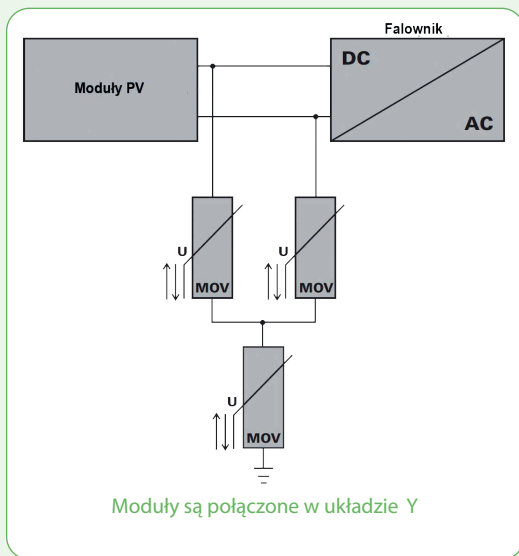 Falownik
Moduły PV
DC
AC
U
MOV
U
MOV
U
MOV
Moduły są połączone w układzie Y